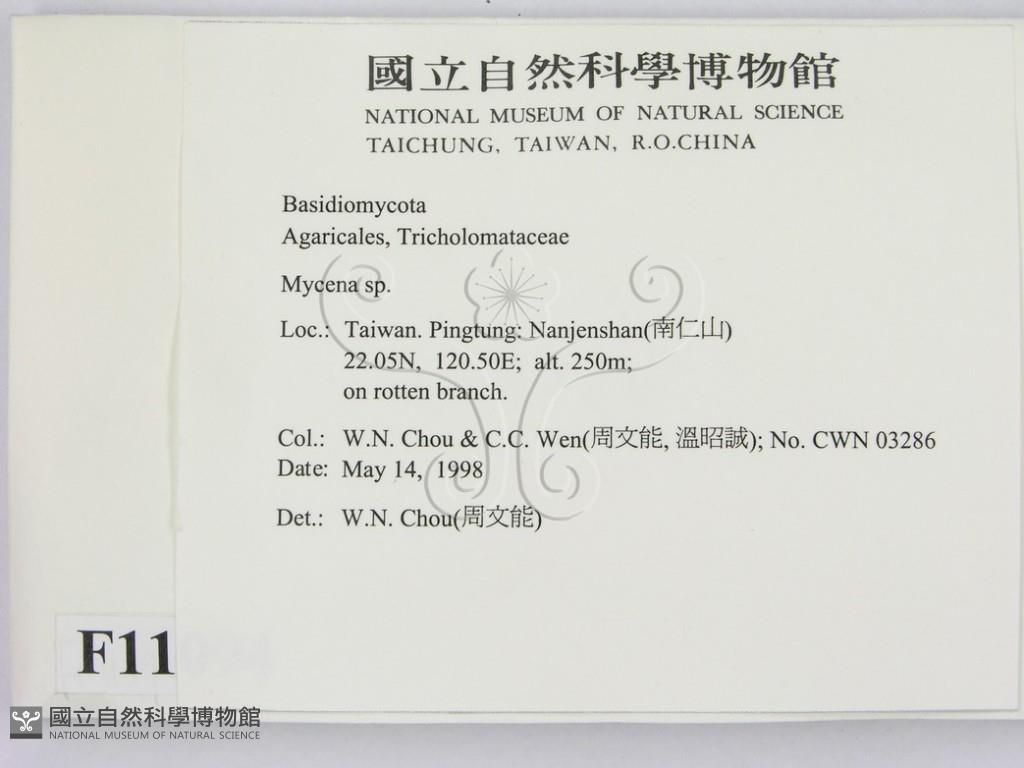 國立自然科學博物館
NATIONAL MUSEUM OF NATURAL SCIENCE
TAICHUNG, TAIWAN, R.O.CHINA
Basidiomycota
Agaricales, Tricholomataceae
Mycena sp.
Loc.: Taiwan. Pingtung: Nanjenshan(南仁山)
22.05N, 120.50E; alt. 250m;
on rotten branch.
Col.: W.N. Chou & C.C. Wen(周文能, 溫昭誠); No. CWN 03286
Date: May 14, 1998
Det.: W.N. Chou(周文能)
F11
國立自然科學博物館
NATIONAL MUSEUM OF NATURAL SCIENCE